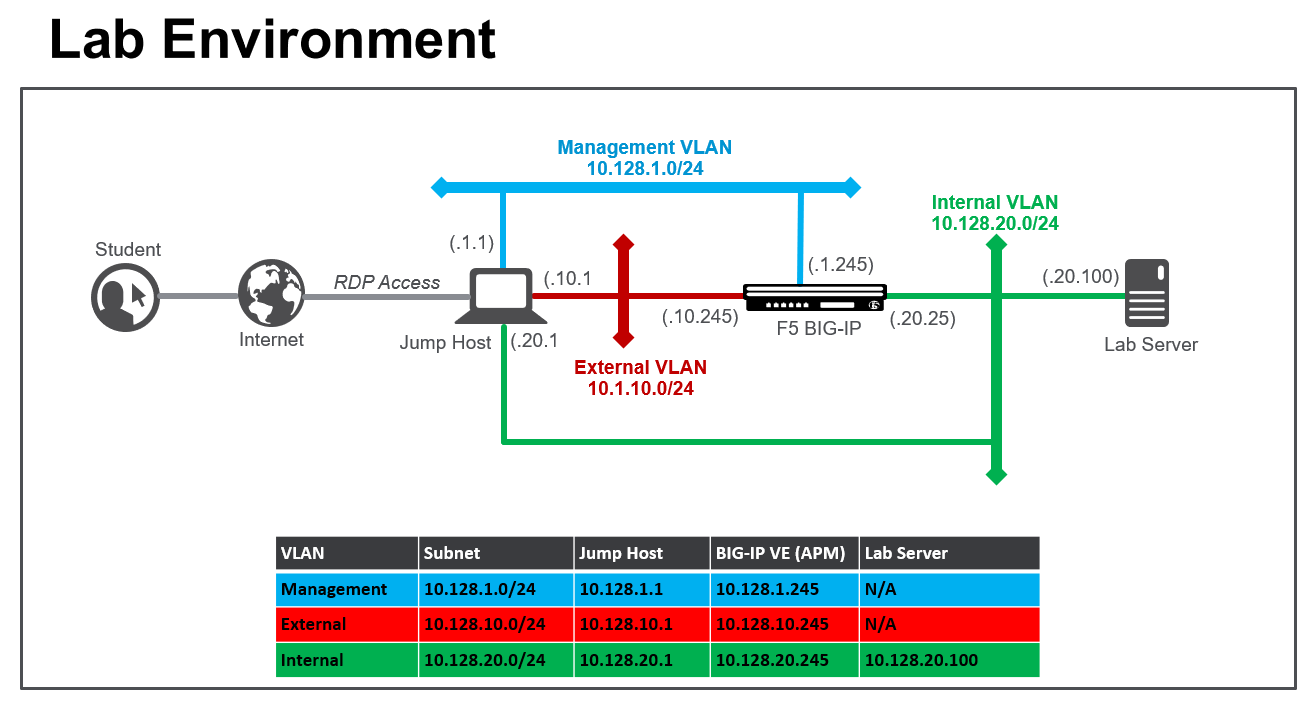 Lab Environment
Management VLAN
10.128.1.0/24
Internal VLAN
10.128.20.0/24
Student
(.1.1)
(.1.245)
RDP Access
(.10.1
(.20.100)
(.10.245)
(.20.25)
Internet
Jump Host
(.20.1
F5 BIG-IP
Lab Server
External VLAN
10.1.10.0/24
VLAN Subnet Jump Host BIG-IP VE (APM) Lab Server
Management 10.128.1.0/24 10.128.1.1 10.128.1.245 N/A
External 10.128.10.0/24 10.128.10.1 10.128.10.245 N/A
Internal 10.128.20.0/24 10.128.20.1 10.128.20.245 10.128.20.100